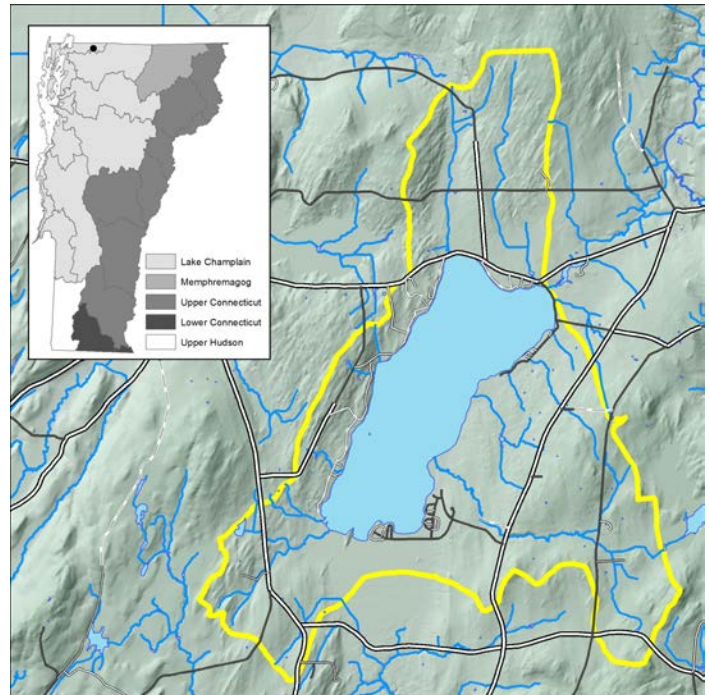 Lake Champlain
Memphremagog
Upper Connecticut
Lower Connecticut
Upper Hudson